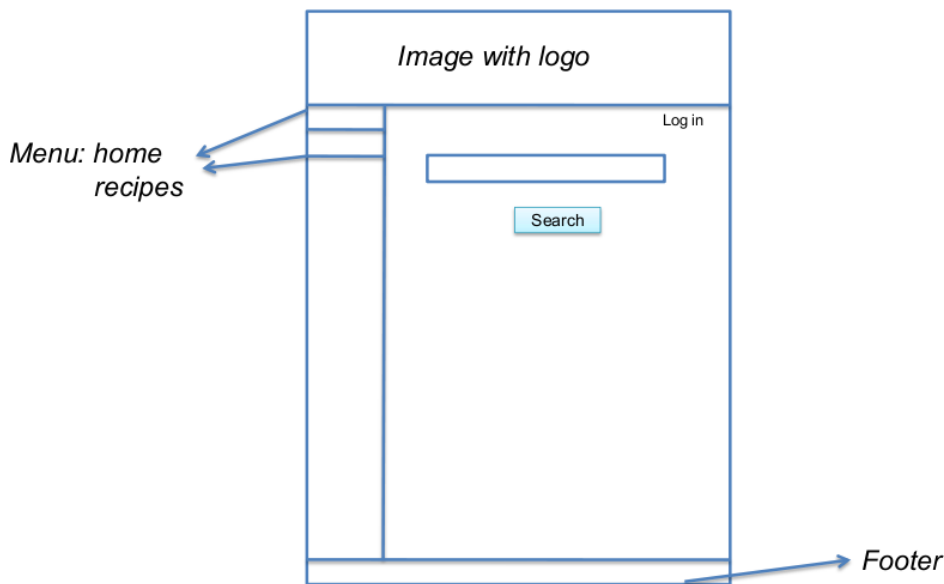 Image with logo
Log in
Menu: home
recipes
Search
Footer